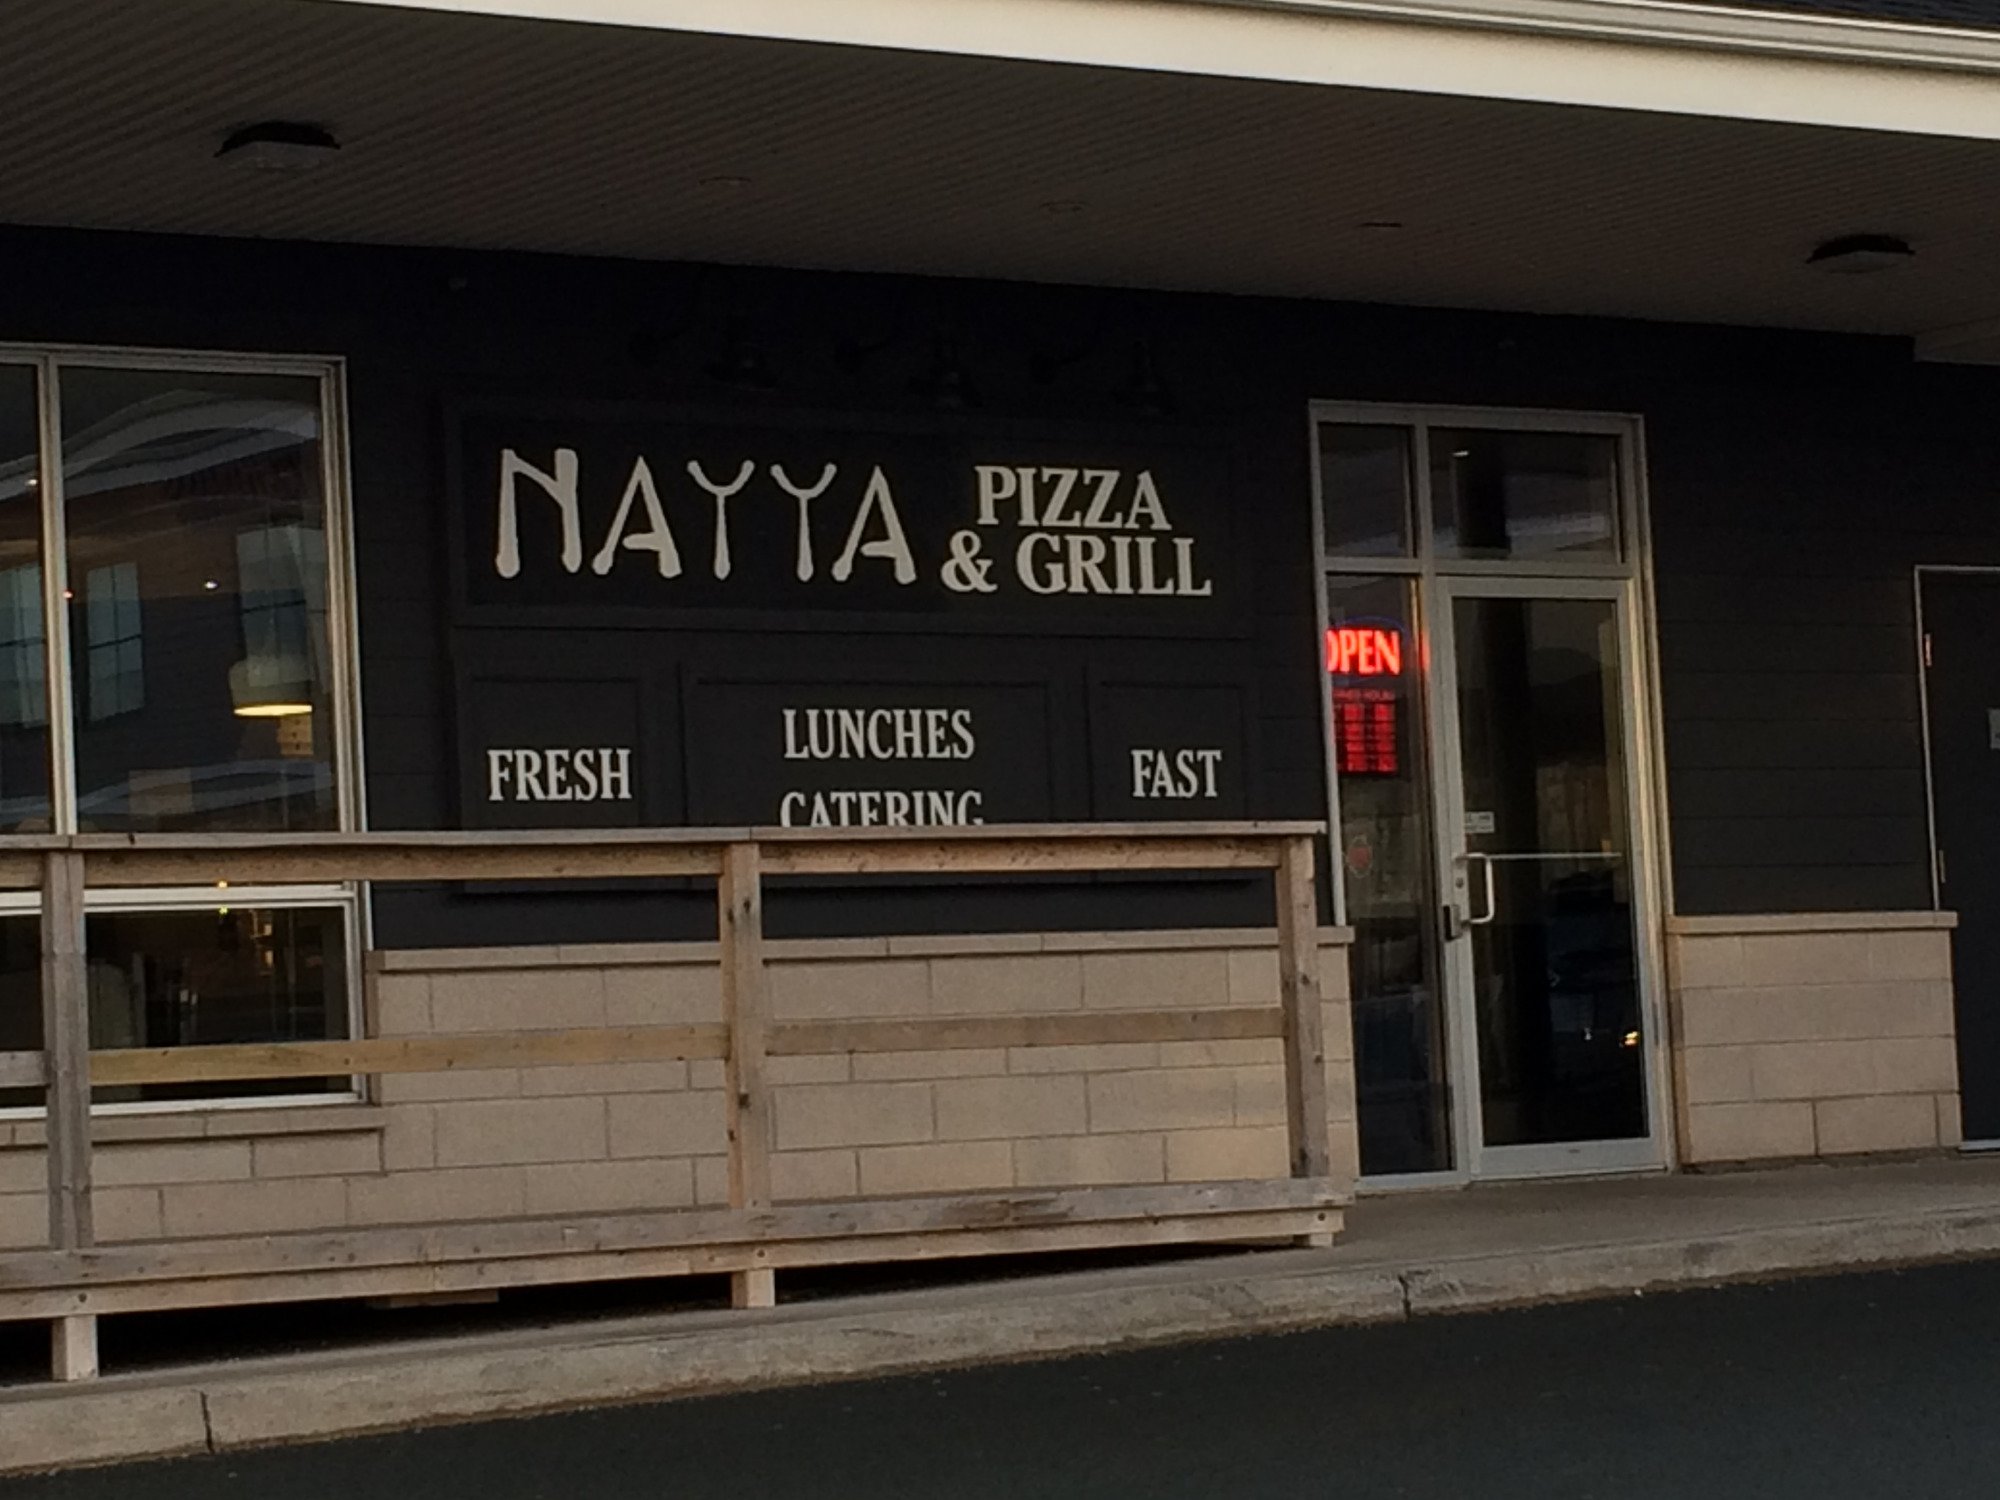 NAYYA PIZZA
& GRILL
FRESH
LUNCHES
CATERING
FAST
OPEN